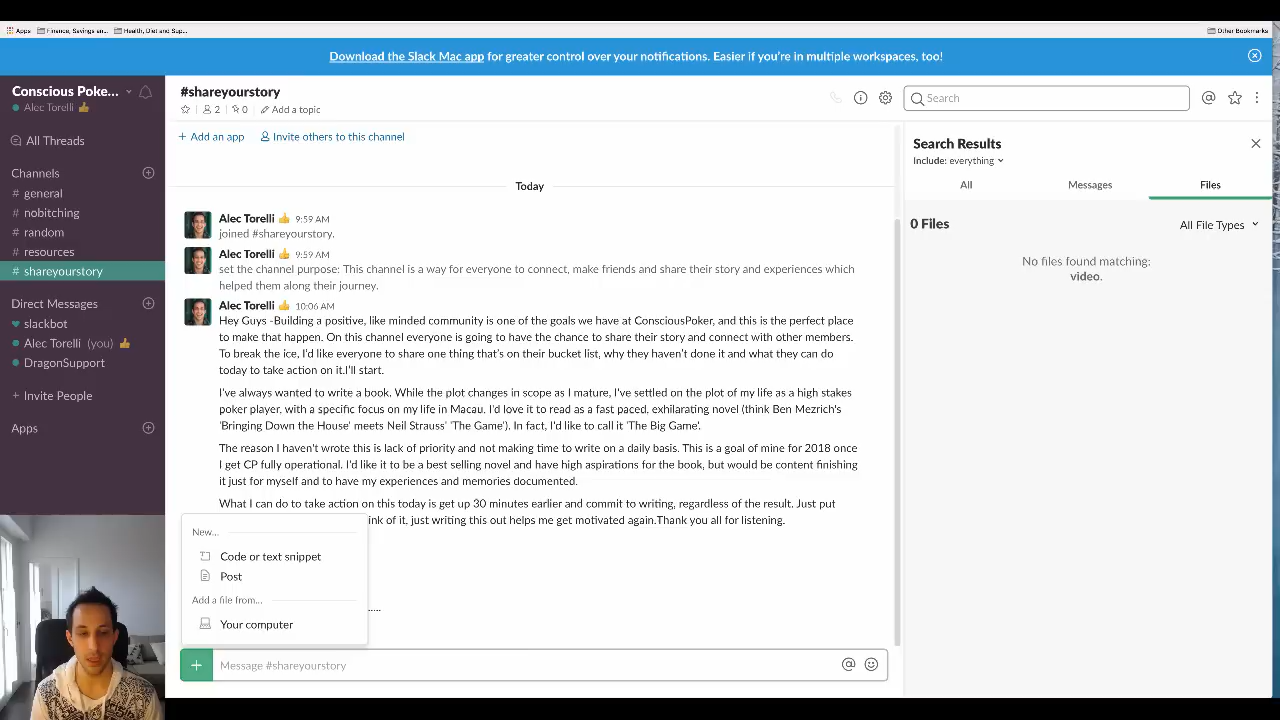 Apps
Finance, Savings an...
Health, Diet and Sup...
Other Bookmarks
Download the Slack Mac app for greater control over your notifications. Easier if you're in multiple workspaces, too!
Conscious Poke...
Alec Torelli
All Threads
Channels
# general
# nobitching
# random
# resources
# shareyourstory
Direct Messages
slackbot
Alec Torelli (you)
DragonSupport
+ Invite People
Apps
#shareyourstory
2
0
Add a topic
Search
+ Add an app
Invite others to this channel
Today
Alec Torelli 9:59 AM
joined #shareyourstory.
Alec Torelli 9:59 AM
set the channel purpose: This channel is a way for everyone to connect, make friends and share their story and experiences which
helped them along their journey.
Alec Torelli 10:06 AM
Hey Guys -Building a positive, like minded community is one of the goals we have at ConsciousPoker, and this is the perfect place
to make that happen. On this channel everyone is going to have the chance to share their story and connect with other members.
To break the ice, I'd like everyone to share one thing that's on their bucket list, why they haven't done it and what they can do
today to take action on it.I'll start.
I've always wanted to write a book. While the plot changes in scope as I mature, I've settled on the plot of my life as a high stakes
poker player, with a specific focus on my life in Macau. I'd love it to read as a fast paced, exhilarating novel (think Ben Mezrich's
'Bringing Down the House' meets Neil Strauss' 'The Game'). In fact, I'd like to call it 'The Big Game'.
The reason I haven't wrote this is lack of priority and not making time to write on a daily basis. This is a goal of mine for 2018 once
I get CP fully operational. I'd like it to be a best selling novel and have high aspirations for the book, but would be content finishing
it just for myself and to have my experiences and memories documented.
What I can do to take action on this today is get up 30 minutes earlier and commit to writing, regardless of the result. Just put
ink of it, just writing this out helps me get motivated again.Thank you all for listening.
New...
Code or text snippet
Post
Add a file from...
.....
Your computer
+ Message #shareyourstory
Search Results
Include: everything
All
Messages
Files
0 Files
All File Types
No files found matching:
video.